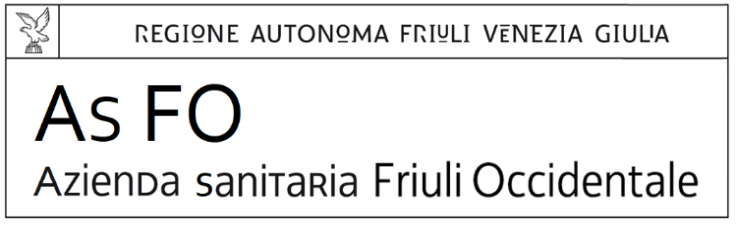 REGIONE AUTONOMA FRIULI VENEZIA GIULIA
As FO
Azienda sanitaria Friuli Occidentale